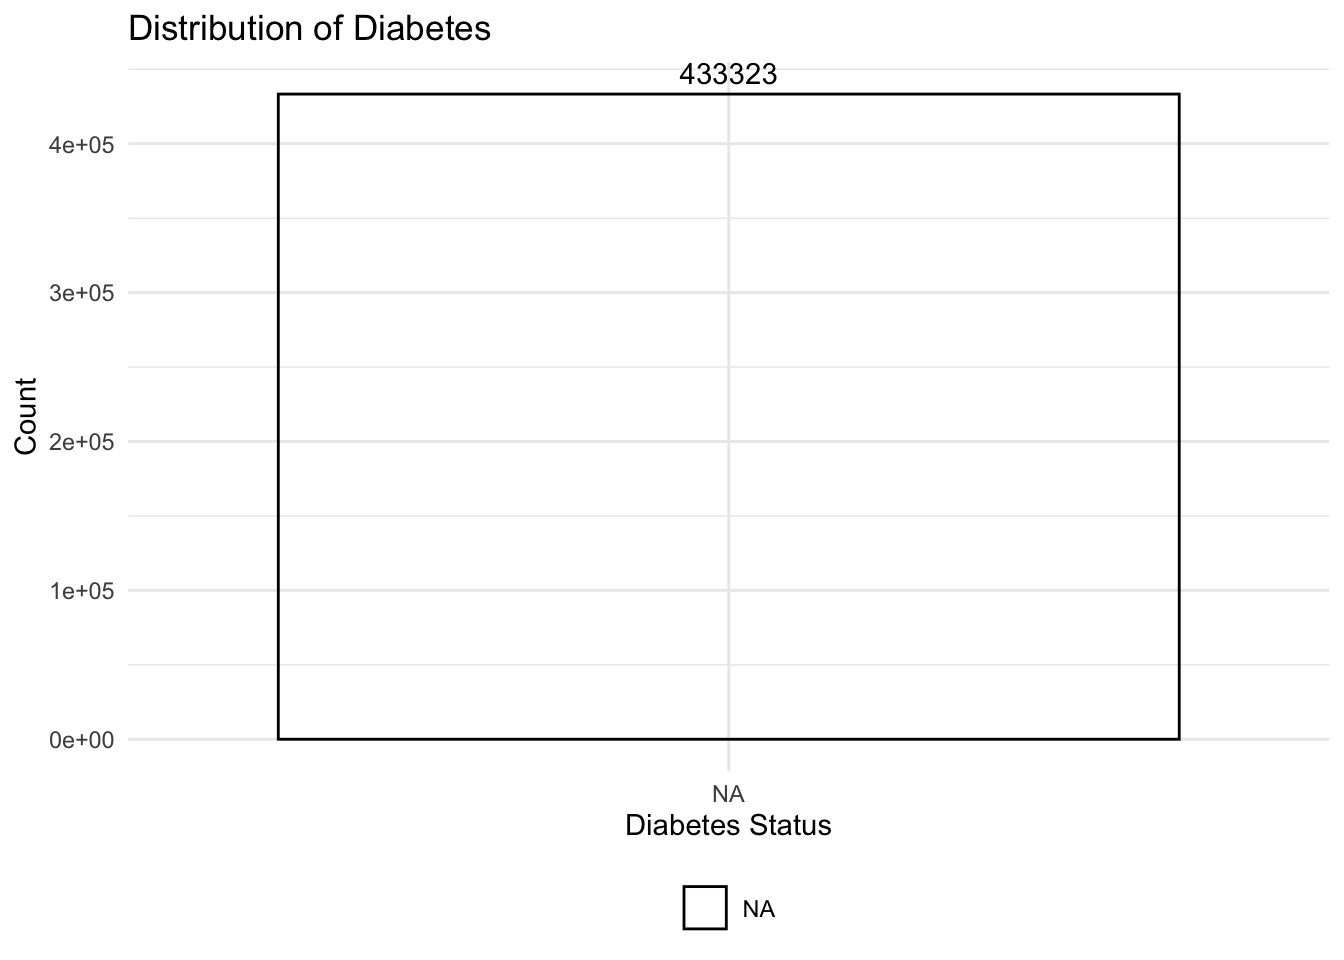 Distribution of Diabetes
433323
4e+05
3e+05
2e+05
1e+05
0e+00
Count
NA
Diabetes Status
NA